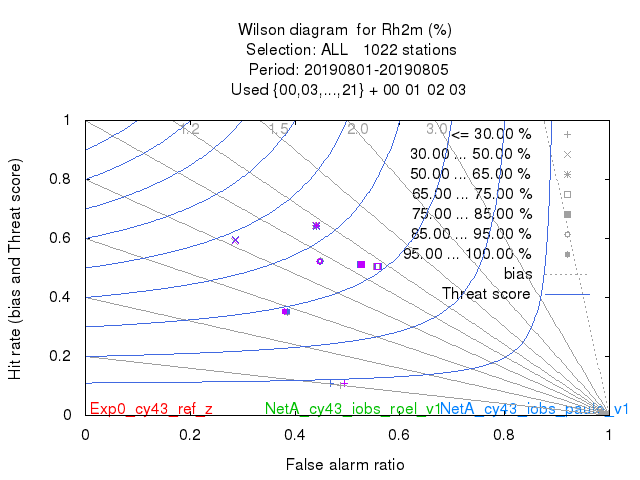 Wilson diagram for Rh2m (%)
Selection: ALL 1022 stations
Period: 20190801-20190805
Used {00,03,...,21} + 00 01 02 03
Hit rate (bias and Threat score)
1
0.8
0.6
0.4
0.2
0
1.2 1.5 2.0 3.0
<= 30.00 %
30.00 ... 50.00 %
50.00 ... 65.00 %
65.00 ... 75.00 %
75.00 ... 85.00 %
85.00 ... 95.00 %
95.00 ... 100.00 %
bias
Threat score
Exp0_cy43_ref_z NetA_cy43_iobs_roel_v1 NetA_cy43_iobs_paule_v1
0 0.2 0.4 0.6 0.8 1
False alarm ratio